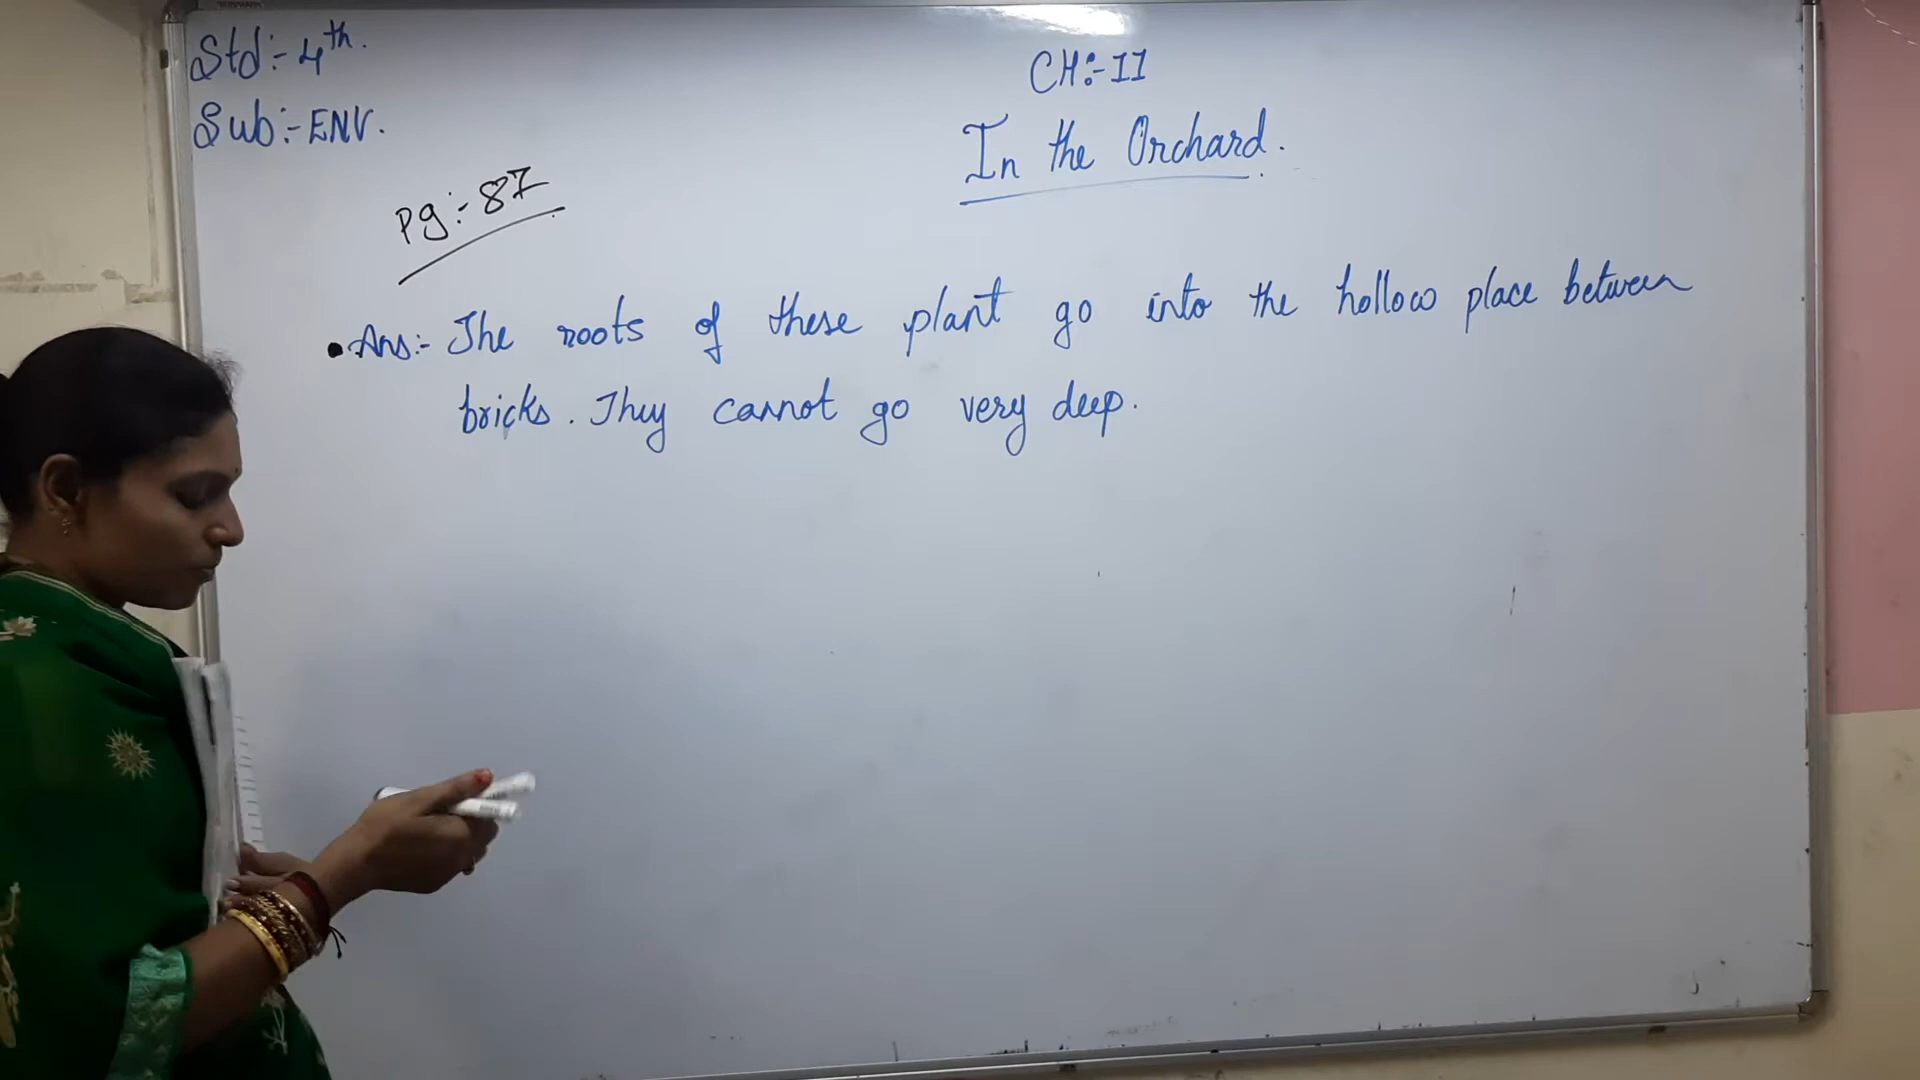 Std:- 4th.
Sub:- ENV.
CH:- 11
In the Orchard.
Pg:- 87
• Ans:- The roots of these plant go into the hollow place between
bricks. They cannot go very deep.